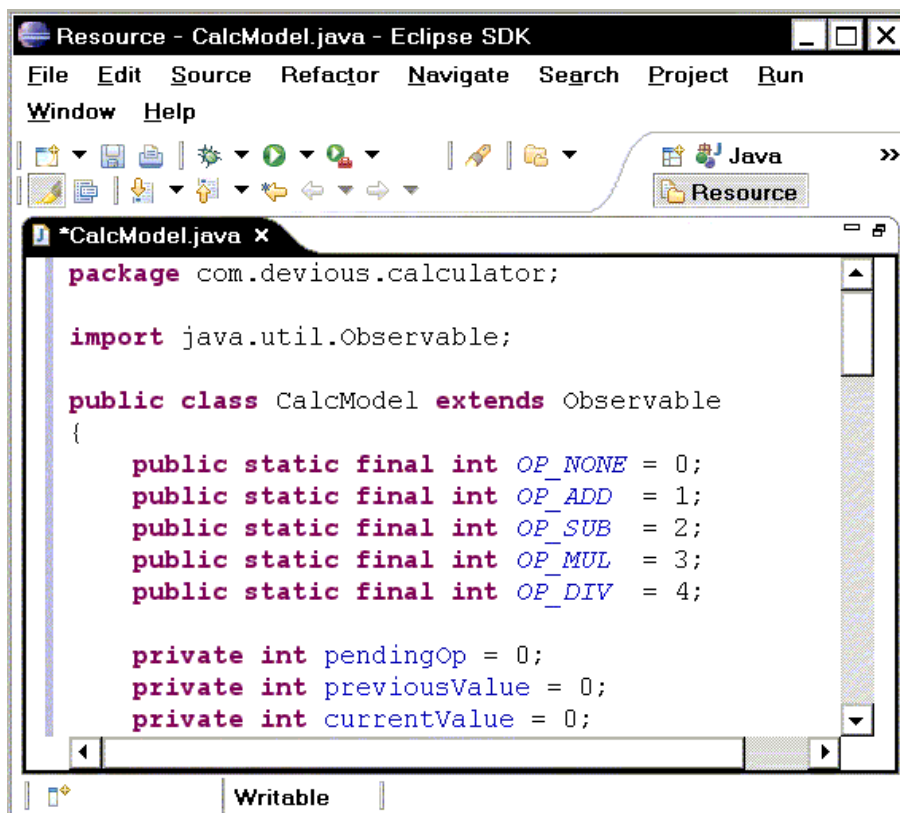 Resource - CalcModel.java - Eclipse SDK
File Edit Source Refactor Navigate Search Project Run
Window Help
Java »
Resource
*CalcModel.java
package com.devious.calculator;
import java.util.Observable;
public class CalcModel extends Observable
{
public static final int OP_NONE = 0;
public static final int OP_ADD = 1;
public static final int OP_SUB = 2;
public static final int OP_MUL = 3;
public static final int OP_DIV = 4;
private int pendingOp = 0;
private int previousValue = 0;
private int currentValue = 0;
Writable